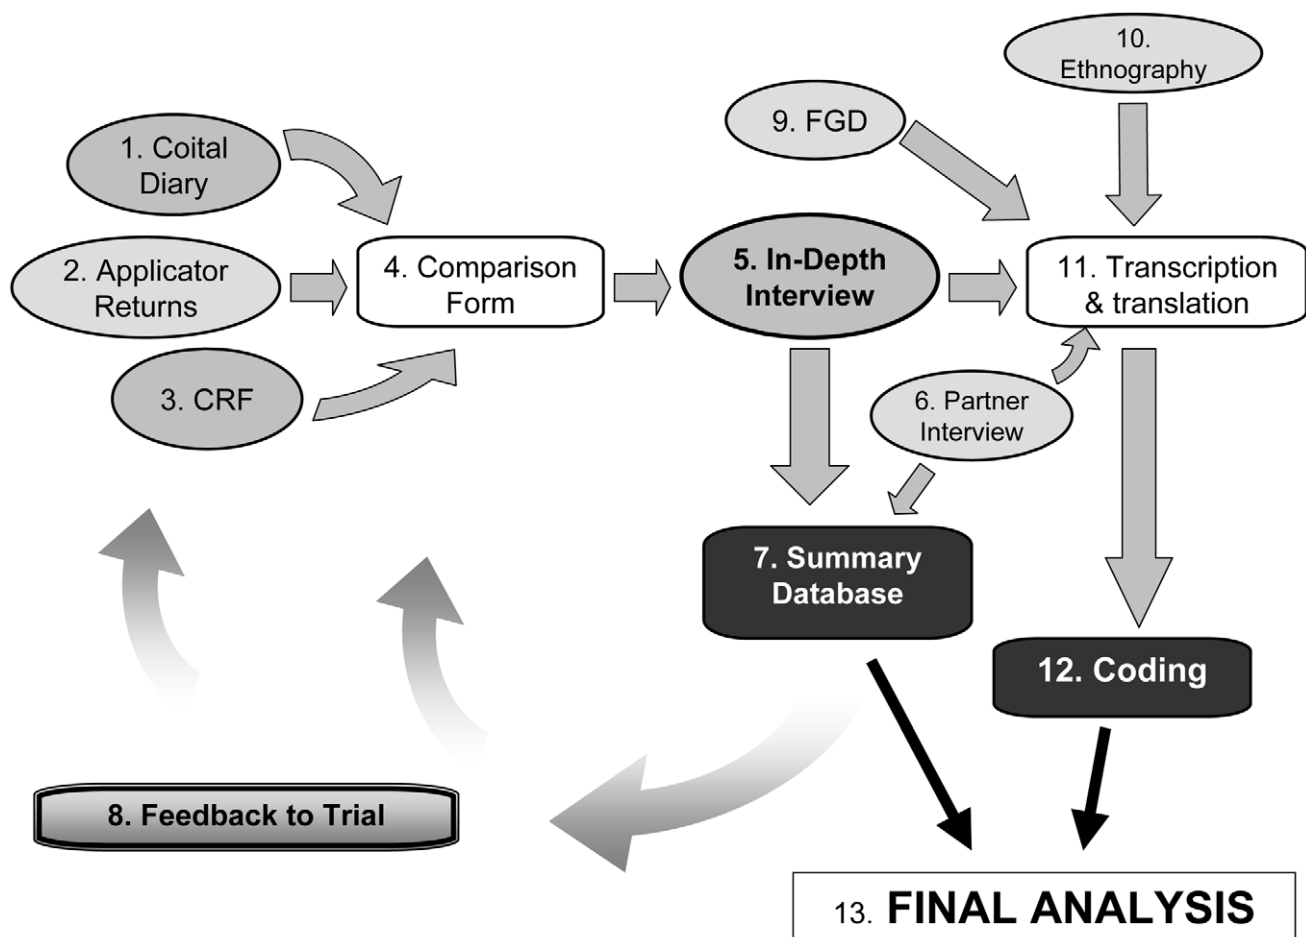 1. Coital
Diary
2. Applicator
Returns
3. CRF
4. Comparison
Form
5. In-Depth
Interview
6. Partner
Interview
7. Summary
Database
8. Feedback to Trial
9. FGD
10.
Ethnography
11. Transcription
& translation
12. Coding
13. FINAL ANALYSIS